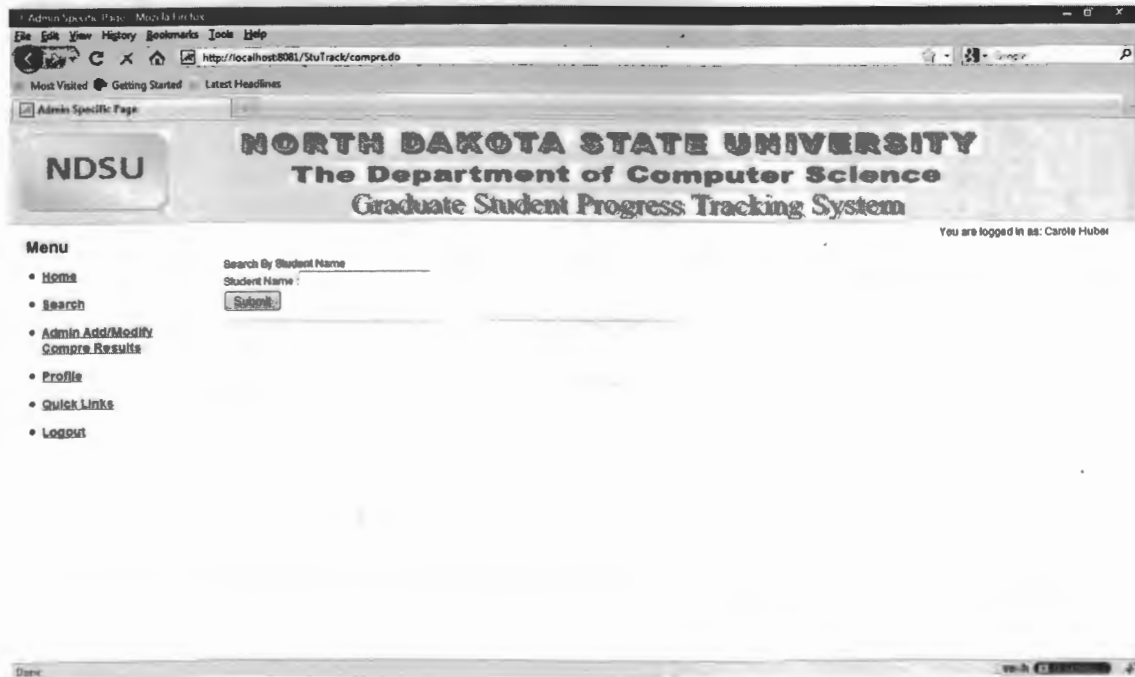 Admin Specific Page - Mozilla Firefox
File Edit View History Bookmarks Tools Help
http://localhost:8081/StuTrack/compre.do
Google
Most Visited Getting Started Latest Headlines
Admin Specific Page
NDSU
NORTH DAKOTA STATE UNIVERSITY
The Department of Computer Science
Graduate Student Progress Tracking System
You are logged in as: Carole Huber
Menu
• Home
• Search
• Admin Add/Modify
Compre Results
• Profile
• Quick Links
• Logout
Search By Student Name
Student Name :
Submit
Done